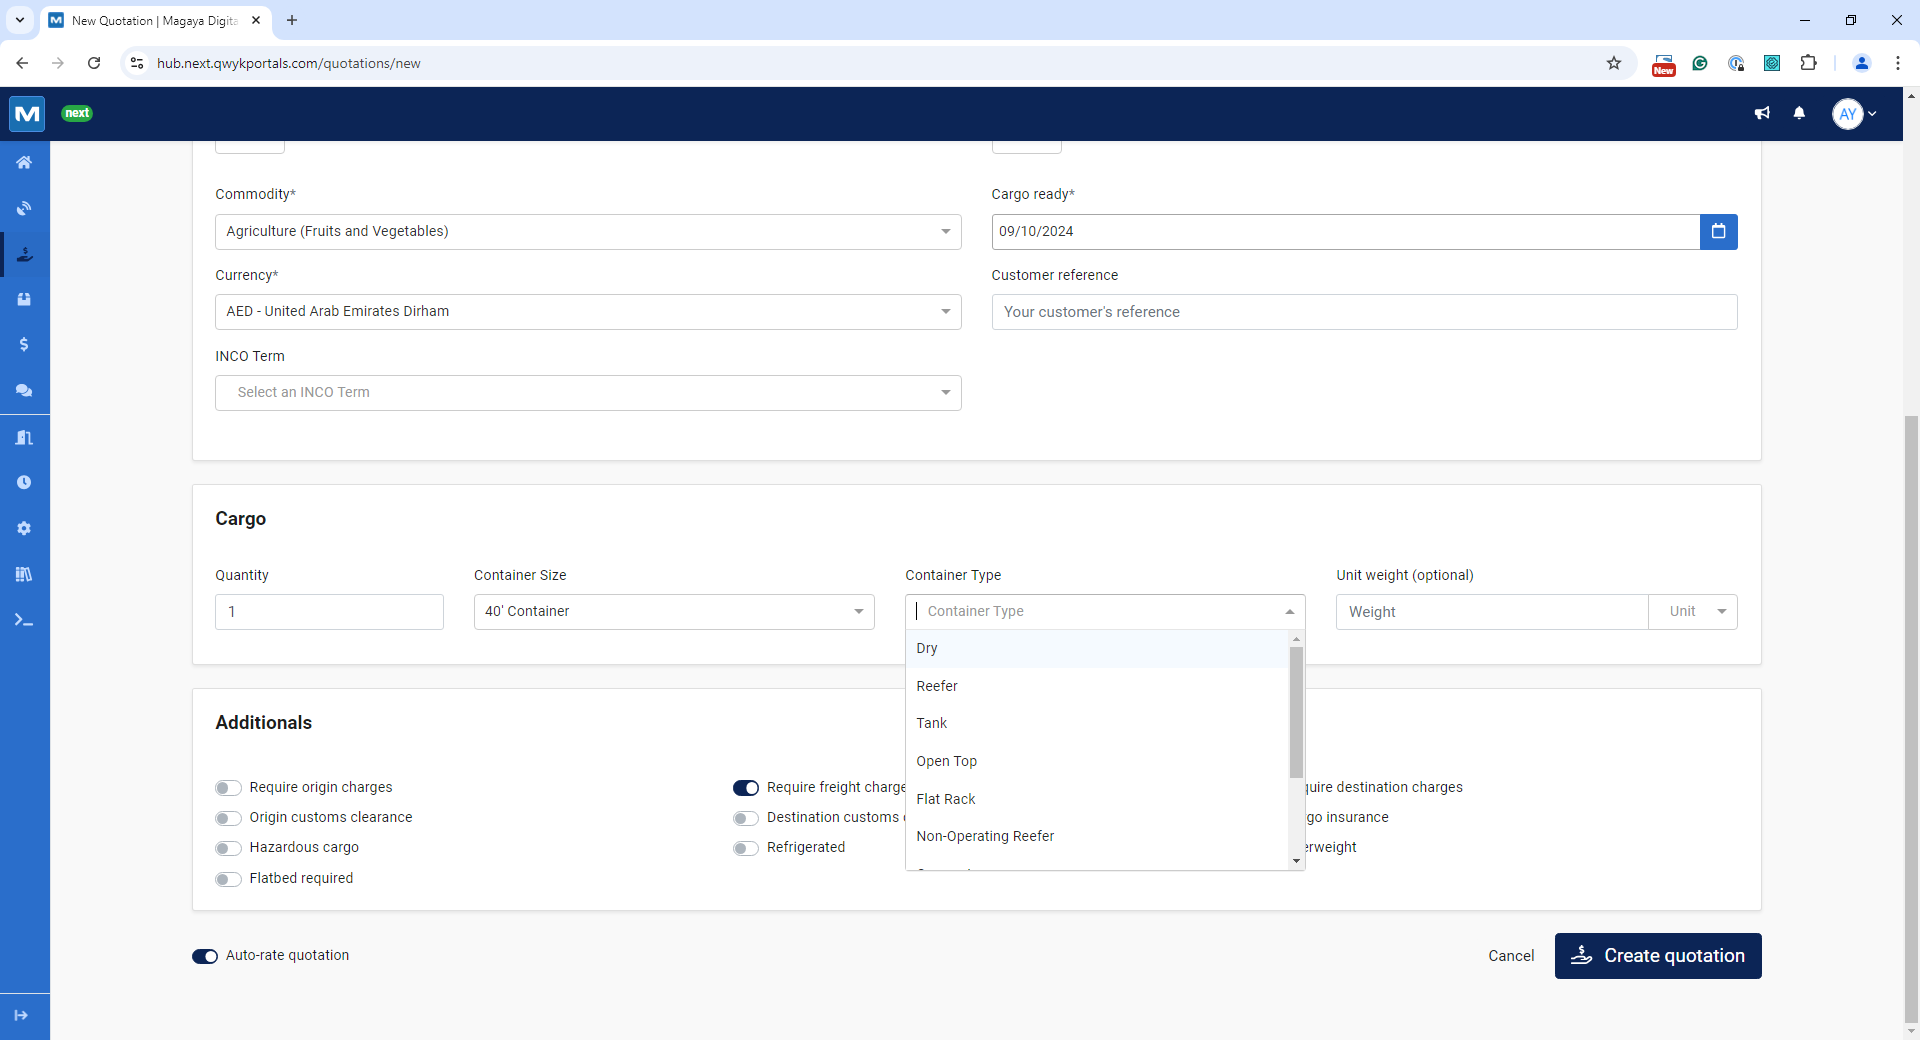 New Quotation | Magaya Digita
hub.next.qwykportals.com/quotations/new
New
M
next
AY
Commodity*
Cargo ready*
Agriculture (Fruits and Vegetables)
09/10/2024
Currency*
Customer reference
AED - United Arab Emirates Dirham
Your customer's reference
INCO Term
Select an INCO Term
Cargo
Quantity
Container Size
Container Type
Unit weight (optional)
1
40' Container
Container Type
Weight
Unit
Dry
Reefer
Tank
Open Top
Flat Rack
Non-Operating Reefer
Additionals
Require origin charges
Require freight charge
uire destination charges
Origin customs clearance
Destination customs
go insurance
Hazardous cargo
Refrigerated
erweight
Flatbed required
Auto-rate quotation
Cancel
Create quotation